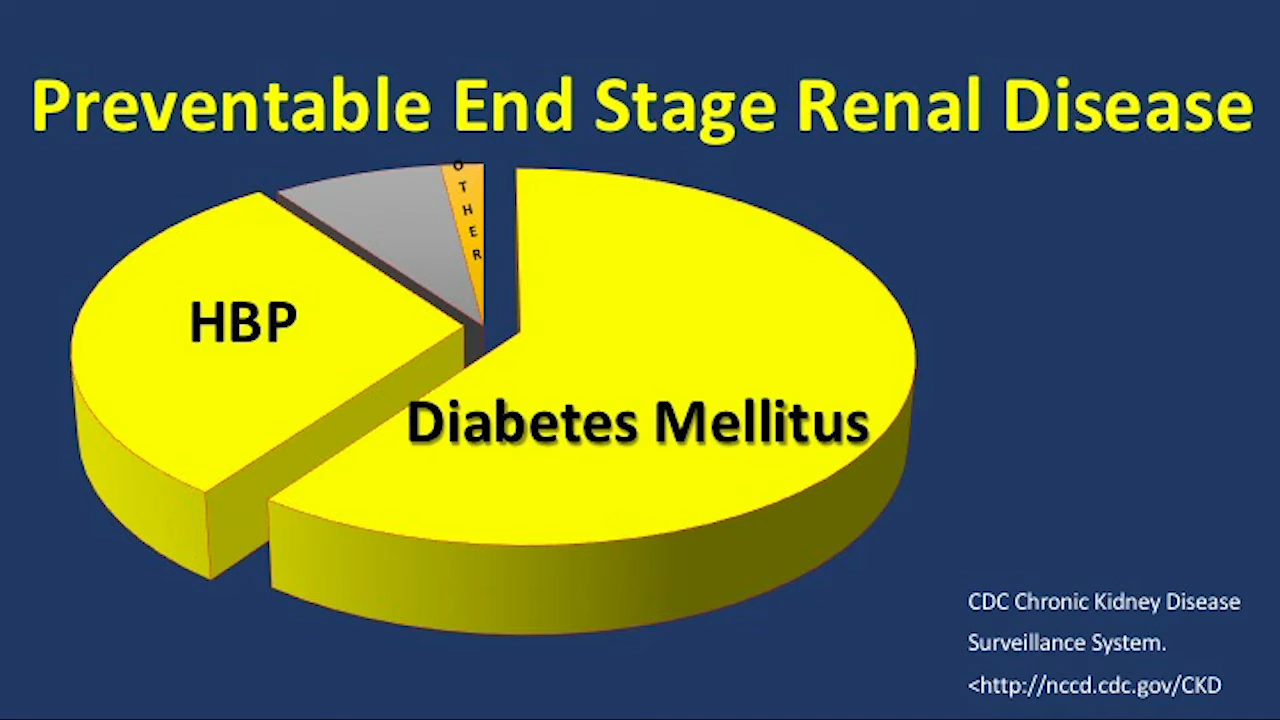 Preventable End Stage Renal Disease
OTHER
HBP
Diabetes Mellitus
CDC Chronic Kidney Disease
Surveillance System.
<http://nccd.cdc.gov/CKD